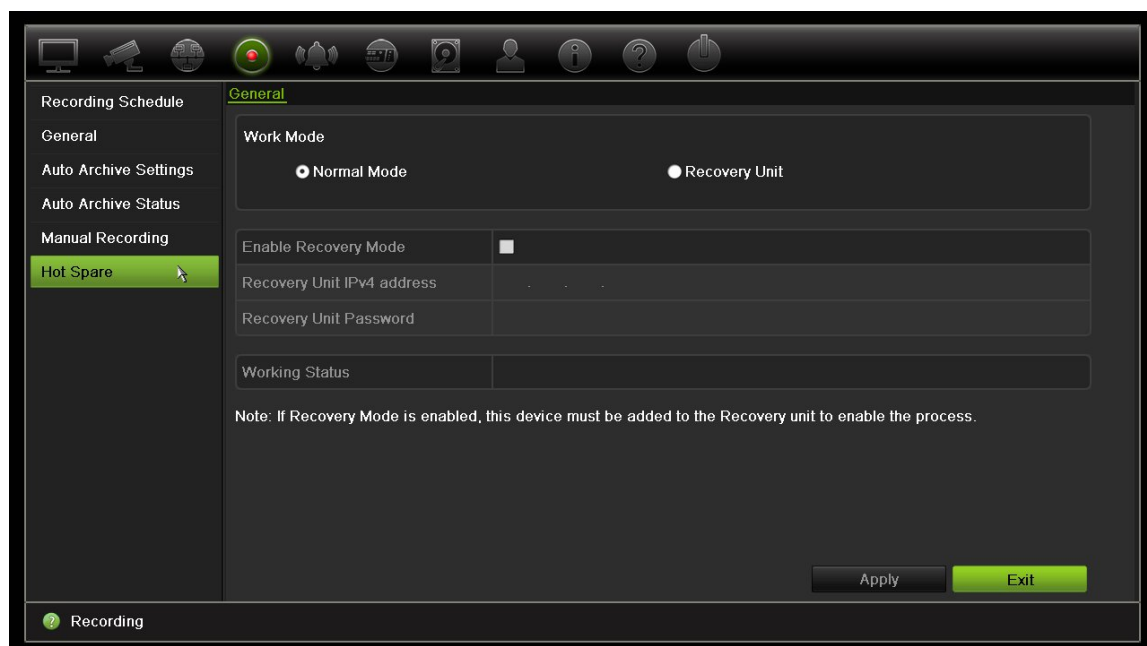 Recording Schedule
General
Auto Archive Settings
Auto Archive Status
Manual Recording
Hot Spare
General
Work Mode
Normal Mode
Recovery Unit
Enable Recovery Mode
Recovery Unit IPv4 address
. . .
Recovery Unit Password
Working Status
Note: If Recovery Mode is enabled, this device must be added to the Recovery unit to enable the process.
Apply
Exit
? Recording